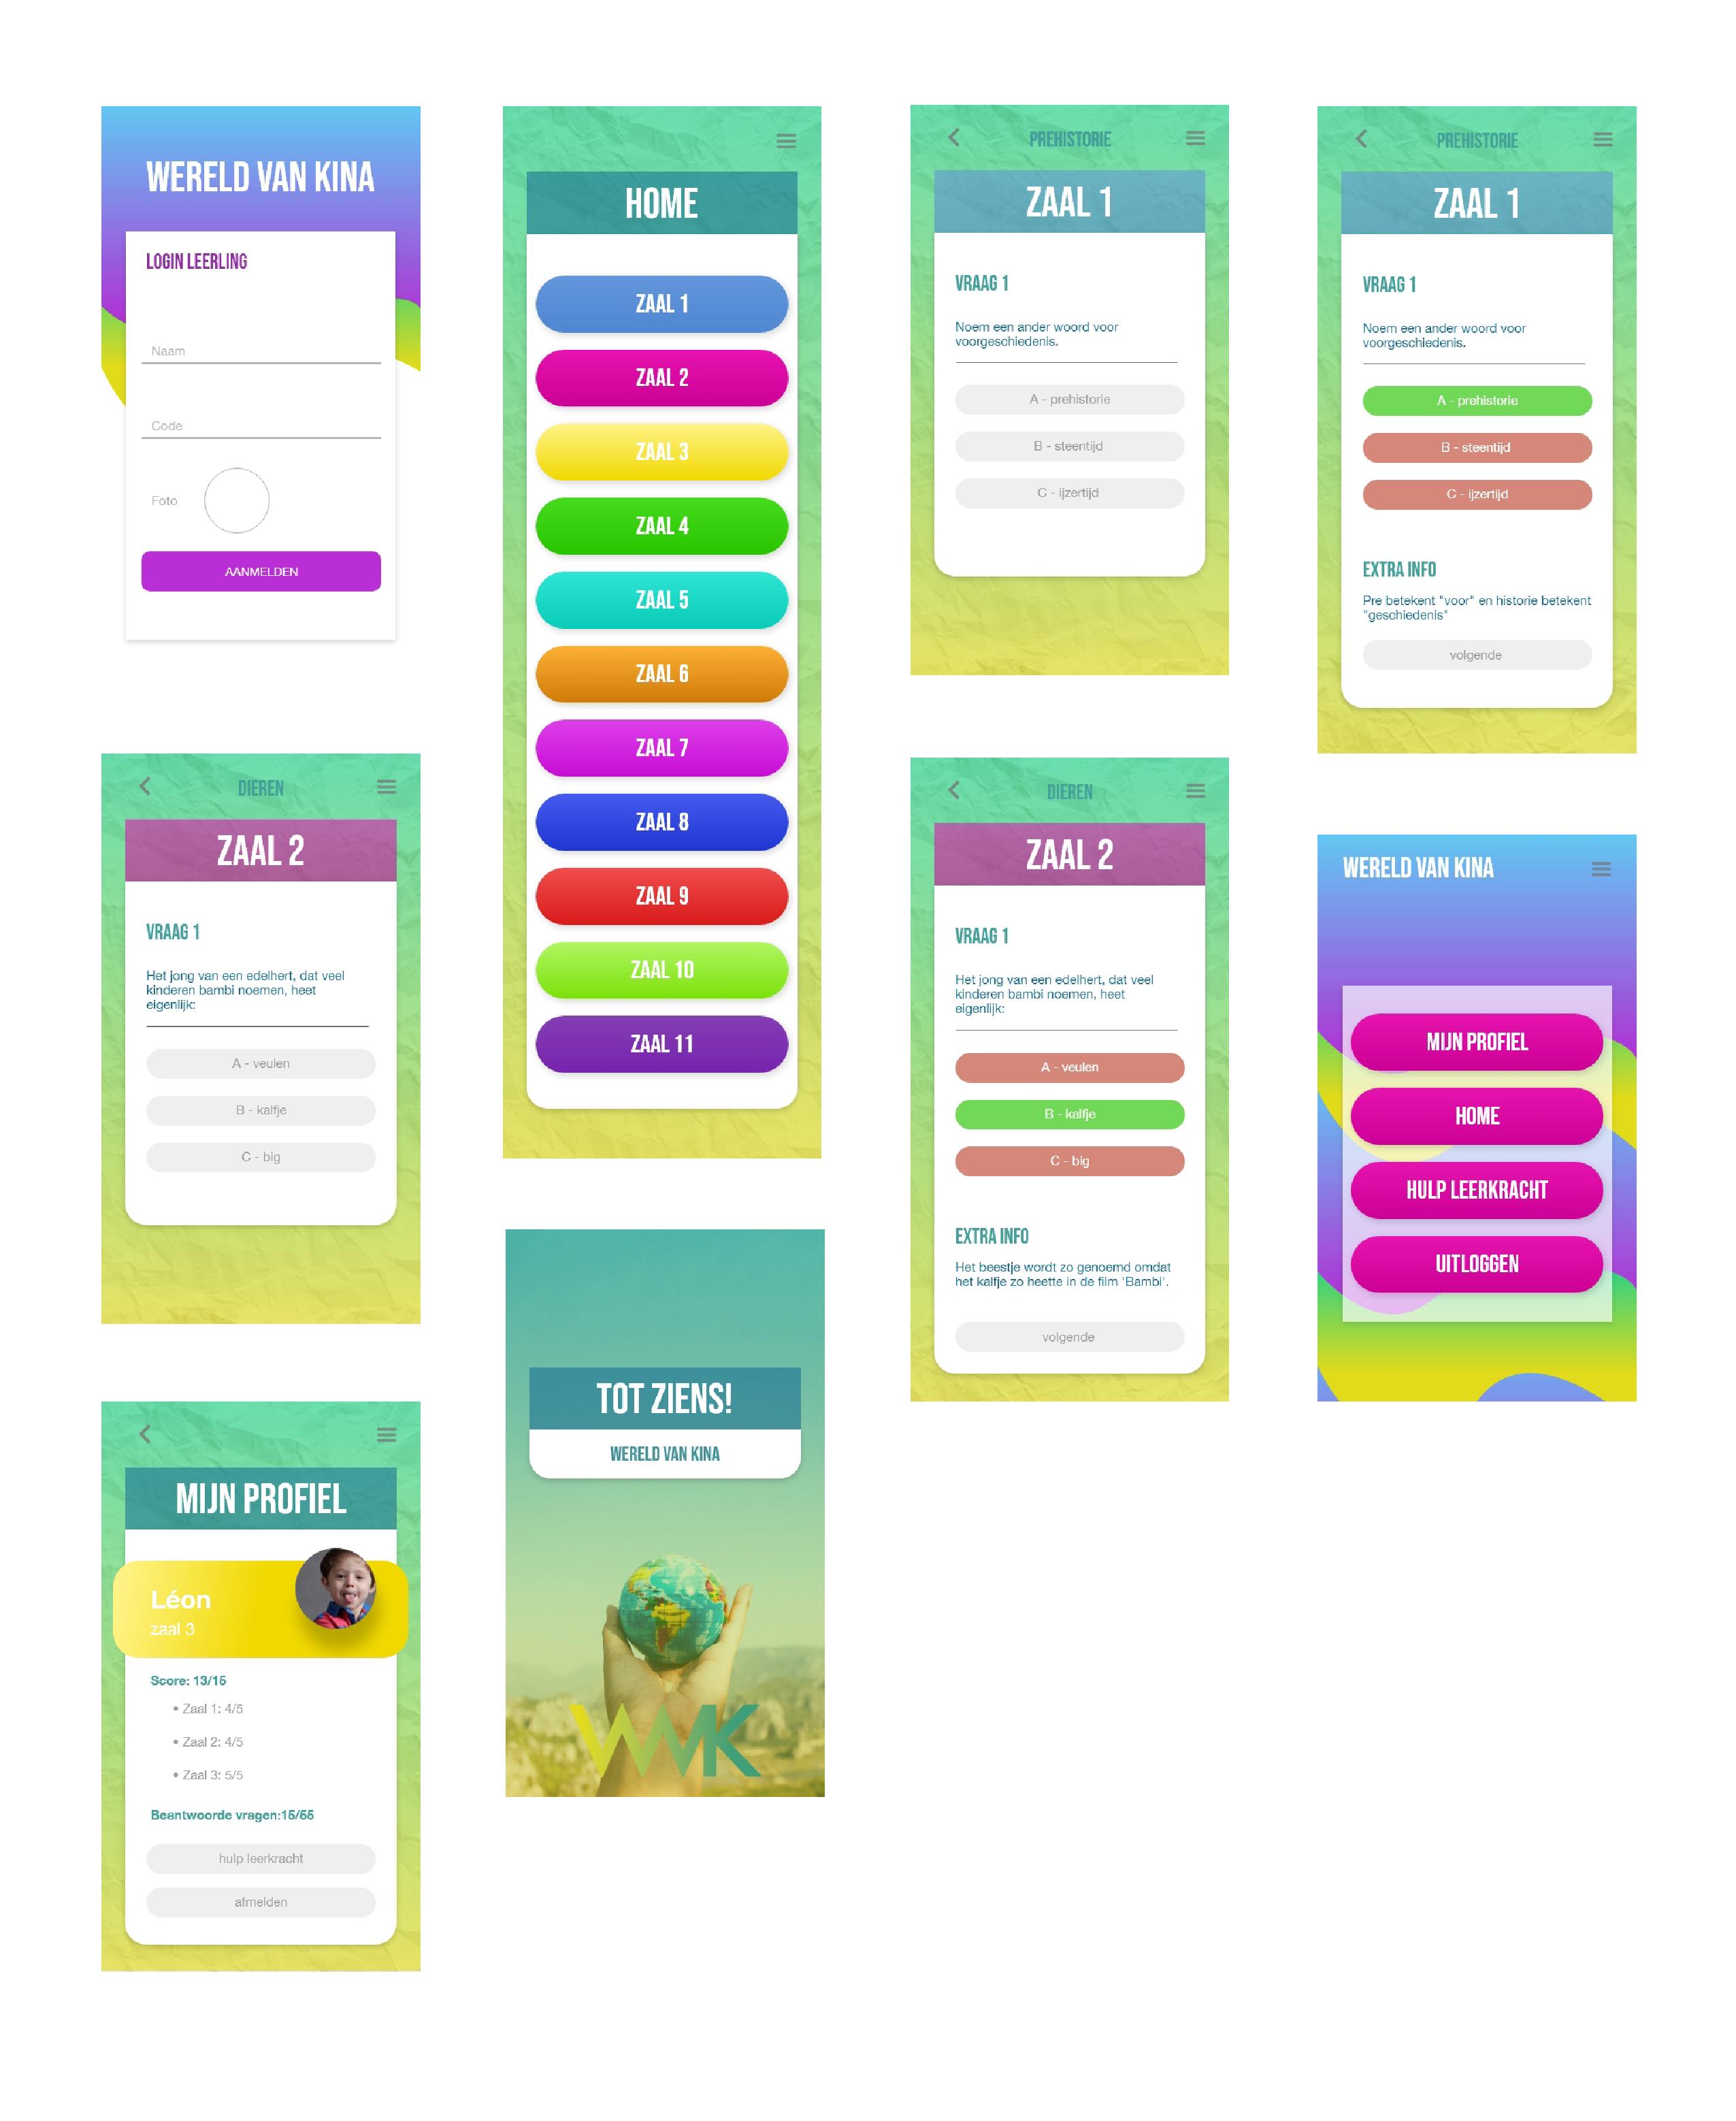 WERELD VAN KINA
LOGIN LEERLING
Naam
Code
Foto
AANMELDEN
HOME
ZAAL 1
ZAAL 2
ZAAL 3
ZAAL 4
ZAAL 5
ZAAL 6
ZAAL 7
ZAAL 8
ZAAL 9
ZAAL 10
ZAAL 11
PREHISTORIE
ZAAL 1
VRAAG 1
Noem een ander woord voor
voorgeschiedenis.
A - prehistorie
B - steentijd
C - ijzertijd
PREHISTORIE
ZAAL 1
VRAAG 1
Noem een ander woord voor
voorgeschiedenis.
A - prehistorie
B - steentijd
C - ijzertijd
EXTRA INFO
Pre betekent "voor" en historie betekent
"geschiedenis"
volgende
DIEREN
ZAAL 2
VRAAG 1
Het jong van een edelhert, dat veel
kinderen bambi noemen, heet
eigenlijk:
A - veulen
B - kalfje
C - big
DIEREN
ZAAL 2
VRAAG 1
Het jong van een edelhert, dat veel
kinderen bambi noemen, heet
eigenlijk:
A - veulen
B - kalfje
C - big
EXTRA INFO
Het beestje wordt zo genoemd omdat
het kalfje zo heette in de film 'Bambi'.
volgende
WERELD VAN KINA
MIJN PROFIEL
HOME
HULP LEERKRACHT
UITLOGGEN
MIJN PROFIEL
Léon
zaal 3
Score: 13/15
• Zaal 1: 4/5
• Zaal 2: 4/5
• Zaal 3: 5/5
Beantwoorde vragen:15/55
hulp leerkracht
afmelden
TOT ZIENS!
WERELD VAN KINA
WVK